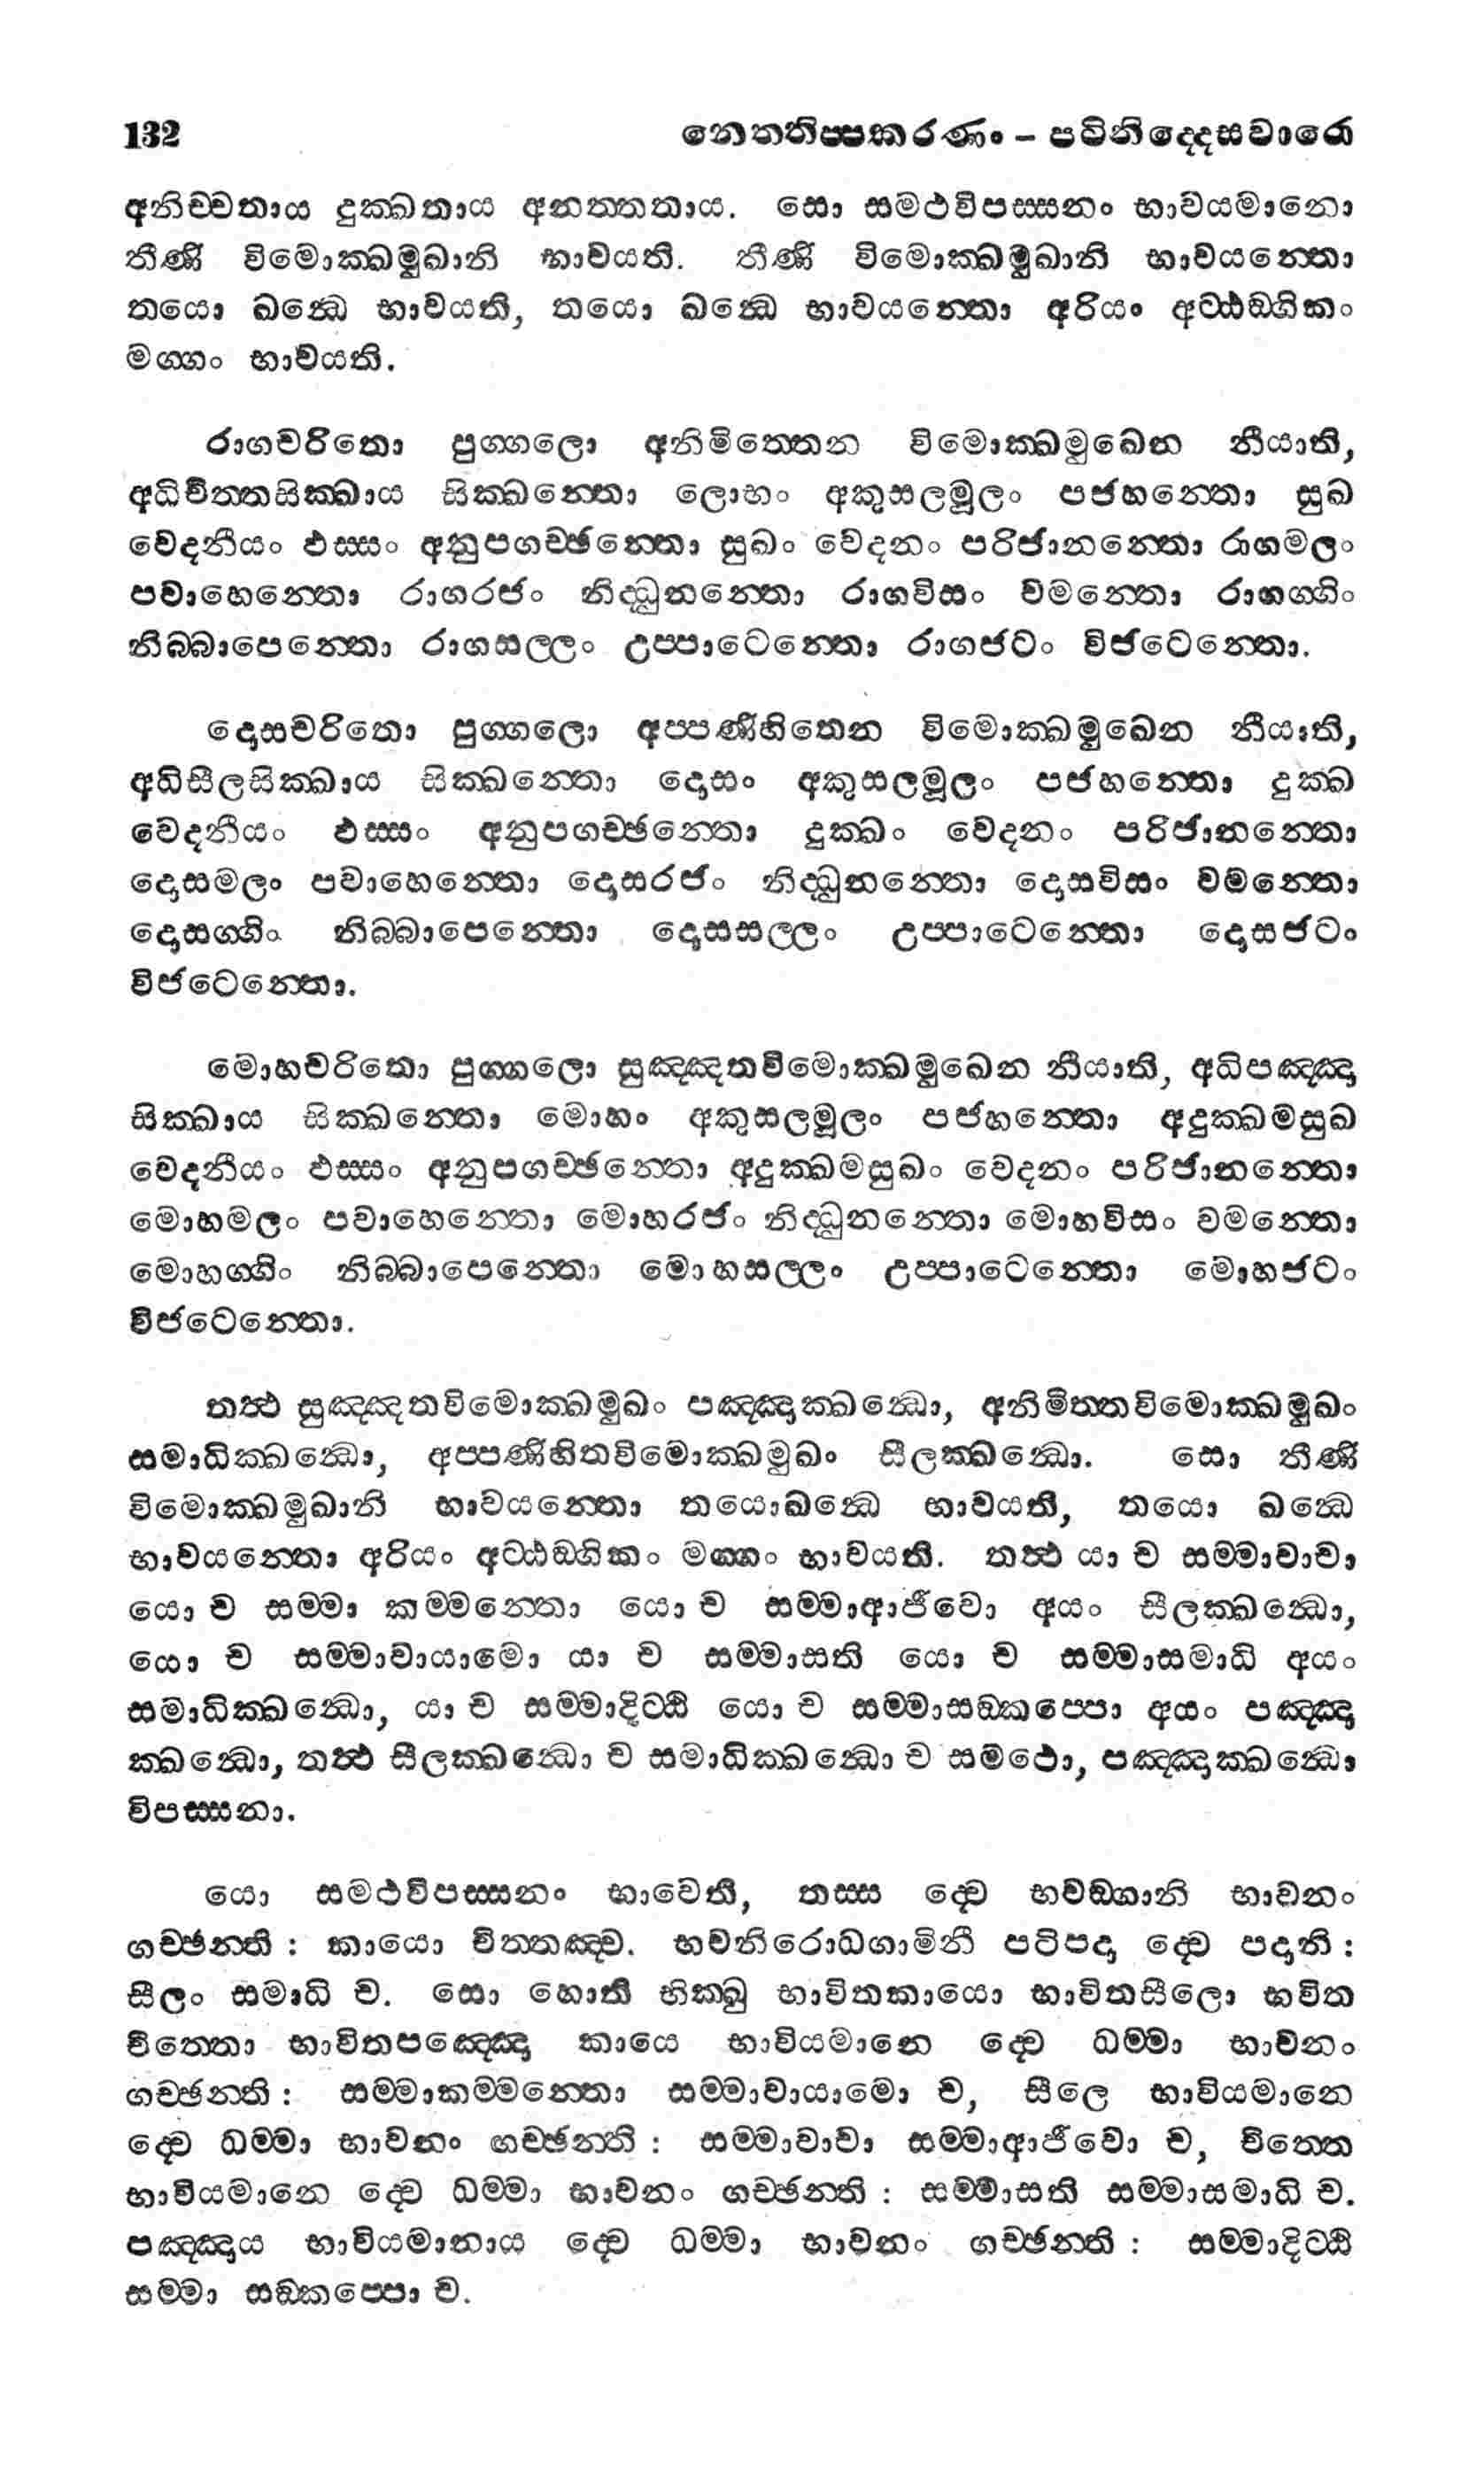 132 නෙත්තිප්පකරණං – පටිනිද්දෙසවාරො
අනිච්චතාය දුක්ඛතාය අනත්තතාය. සො සමථවිපස්සනං භාවයමානො
තීණි විමොක්ඛමුඛානි භාවයති. තීණි විමොක්ඛමුඛානි භාවයන්තො
තයො ඛන්ධෙ භාවයති, තයො ඛන්ධෙ භාවයන්තො අරියං අට්ඨඞ්ගිකං
මග්ගං භාවයති.
රාගචරිතො පුග්ගලො අනිමිත්තෙන විමොක්ඛමුඛෙන නීයාති,
අධිචිත්තසික්ඛාය සික්ඛන්තො ලොභං අකුසලමූලං පජහන්තො සුඛ
වෙදනීයං ඵස්සං අනුපගච්ඡන්තො සුඛං වෙදනං පරිජානන්තො රාගමලං
පවාහෙන්තො රාගරජං නිද්ධුනන්තො රාගවිසං වමන්තො රාගග්ගිං
නිබ්බාපෙන්තො රාගසල්ලං උප්පාටෙන්තො රාගජටං විජටෙන්තො.
දොසචරිතො පුග්ගලො අප්පණිහිතෙන විමොක්ඛමුඛෙන නීයාති,
අධිසීලසික්ඛාය සික්ඛන්තො දොසං අකුසලමූලං පජහන්තො දුක්ඛ
වෙදනීයං ඵස්සං අනුපගච්ඡන්තො දුක්ඛං වෙදනං පරිජානන්තො
දොසමලං පවාහෙන්තො දොසරජං නිද්ධුනන්තො දොසවිසං වමන්තො
දොසග්ගිං නිබ්බාපෙන්තො දොසසල්ලං උප්පාටෙන්තො දොසජටං
විජටෙන්තො.
මොහචරිතො පුග්ගලො සුඤ්ඤතවිමොක්ඛමුඛෙන නීයාති, අධිපඤ්ඤා
සික්ඛාය සික්ඛන්තො මොහං අකුසලමූලං පජහන්තො අදුක්ඛමසුඛ
වෙදනීයං ඵස්සං අනුපගච්ඡන්තො අදුක්ඛමසුඛං වෙදනං පරිජානන්තො
මොහමලං පවාහෙන්තො මොහරජං නිද්ධුනන්තො මොහවිසං වමන්තො
මොහග්ගිං නිබ්බාපෙන්තො මොහසල්ලං උප්පාටෙන්තො මොහජටං
විජටෙන්තො.
තත්ථ සුඤ්ඤතවිමොක්ඛමුඛං පඤ්ඤාක්ඛන්ධො, අනිමිත්තවිමොක්ඛමුඛං
සමාධික්ඛන්ධො, අප්පණිහිතවිමොක්ඛමුඛං සීලක්ඛන්ධො. සො තීණි
විමොක්ඛමුඛානි භාවයන්තො තයොඛන්ධෙ භාවයති, තයො ඛන්ධෙ
භාවයන්තො අරියං අට්ඨඞ්ගිකං මග්ගං භාවයති. තත්ථ යා ච සම්මාවාචා
යො ච සම්මා කම්මන්තො යො ච සම්මාආජීවො අයං සීලක්ඛන්ධො,
යො ච සම්මාවායාමො යා ච සම්මාසති යො ච සම්මාසමාධි අයං
සමාධික්ඛන්ධො, යා ච සම්මාදිට්ඨි යො ච සම්මාසඞ්කප්පො අයං පඤ්ඤා
ක්ඛන්ධො, තත්ථ සීලක්ඛන්ධො ච සමාධික්ඛන්ධො ච සමථො, පඤ්ඤාක්ඛන්ධො
විපස්සනා.
යො සමථවිපස්සනං භාවෙති, තස්ස ද්වෙ භවඞ්ගානි භාවනං
ගච්ඡන්ති : කායො චිත්තඤ්ච. භවනිරොධගාමිනී පටිපදා ද්වෙ පදානි :
සීලං සමාධි ච. සො හොති භික්ඛු භාවිතකායො භාවිතසීලො භවිත
චිත්තො භාවිතපඤ්ඤො කායෙ භාවියමානෙ ද්වෙ ධම්මා භාවනං
ගච්ඡන්ති : සම්මාකම්මන්තො සම්මාවායාමො ච, සීලෙ භාවියමානෙ
ද්වෙ ධම්මා භාවනං ගච්ඡන්ති : සම්මාවාචා සම්මාආජීවො ච, චිත්තෙ
භාවියමානෙ ද්වෙ ධම්මා භාවනං ගච්ඡන්ති : සම්මාසති සම්මාසමාධි ච.
පඤ්ඤාය භාවියමානාය ද්වෙ ධම්මා භාවනං ගච්ඡන්ති : සම්මාදිට්ඨි
සම්මා සඞ්කප්පො ච.